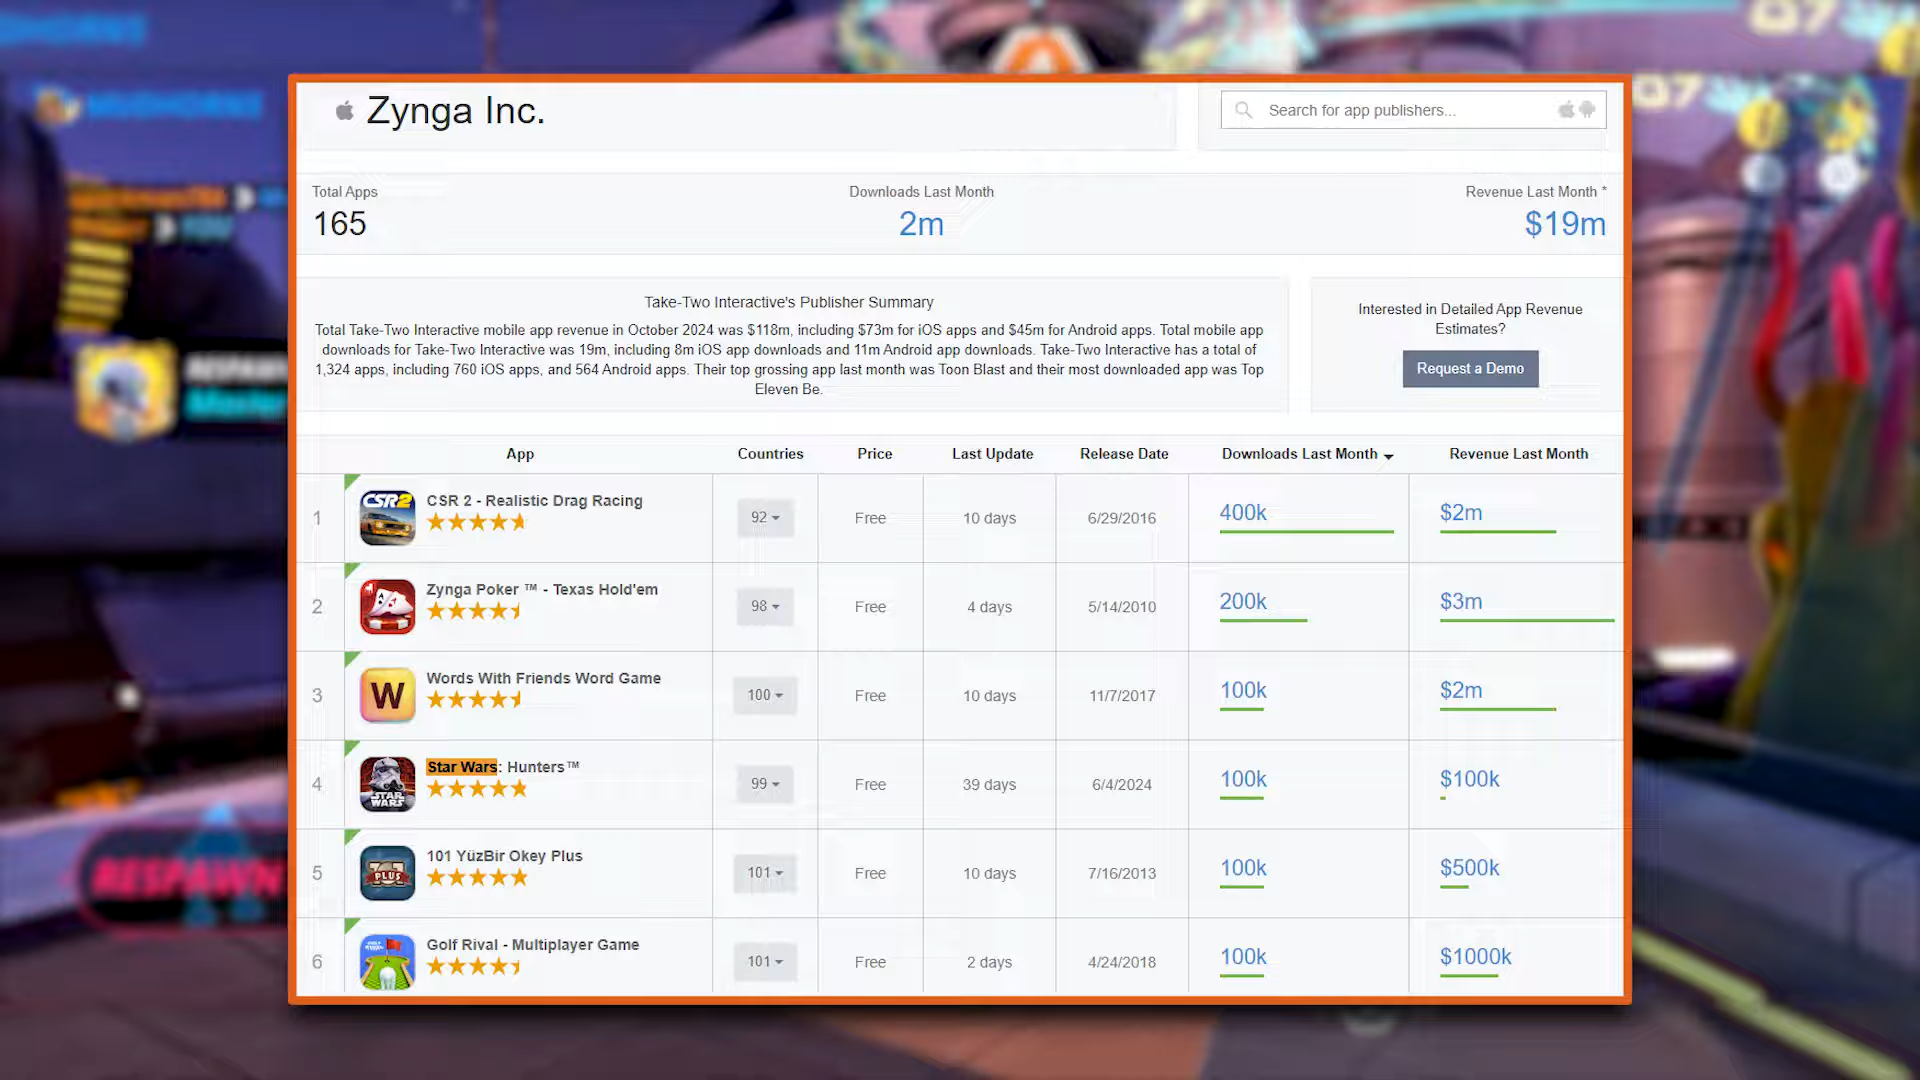 Zynga Inc.
Search for app publishers...
Total Apps
Downloads Last Month
Revenue Last Month *
165
2m
$19m
Take-Two Interactive's Publisher Summary
Total Take-Two Interactive mobile app revenue in October 2024 was $118m, including $73m for iOS apps and $45m for Android apps. Total mobile app
downloads for Take-Two Interactive was 19m, including 8m iOS app downloads and 11m Android app downloads. Take-Two Interactive has a total of
1,324 apps, including 760 iOS apps, and 564 Android apps. Their top grossing app last month was Toon Blast and their most downloaded app was Top
Eleven Be.
Interested in Detailed App Revenue
Estimates?
Request a Demo
App Countries Price Last Update Release Date Downloads Last Month Revenue Last Month
1 CSR 2 - Realistic Drag Racing 92 Free 10 days 6/29/2016 400k $2m
CSR2
2 Zynga Poker ™ - Texas Hold'em 98 Free 4 days 5/14/2010 200k $3m
3 Words With Friends Word Game 100 Free 10 days 11/7/2017 100k $2m
W
4 Star Wars: Hunters™ 99 Free 39 days 6/4/2024 100k $100k
STAR
WARS
5 101 YüzBir Okey Plus 101 Free 10 days 7/16/2013 100k $500k
101
PLUS
6 Golf Rival - Multiplayer Game 101 Free 2 days 4/24/2018 100k $1000k
RESPAWN